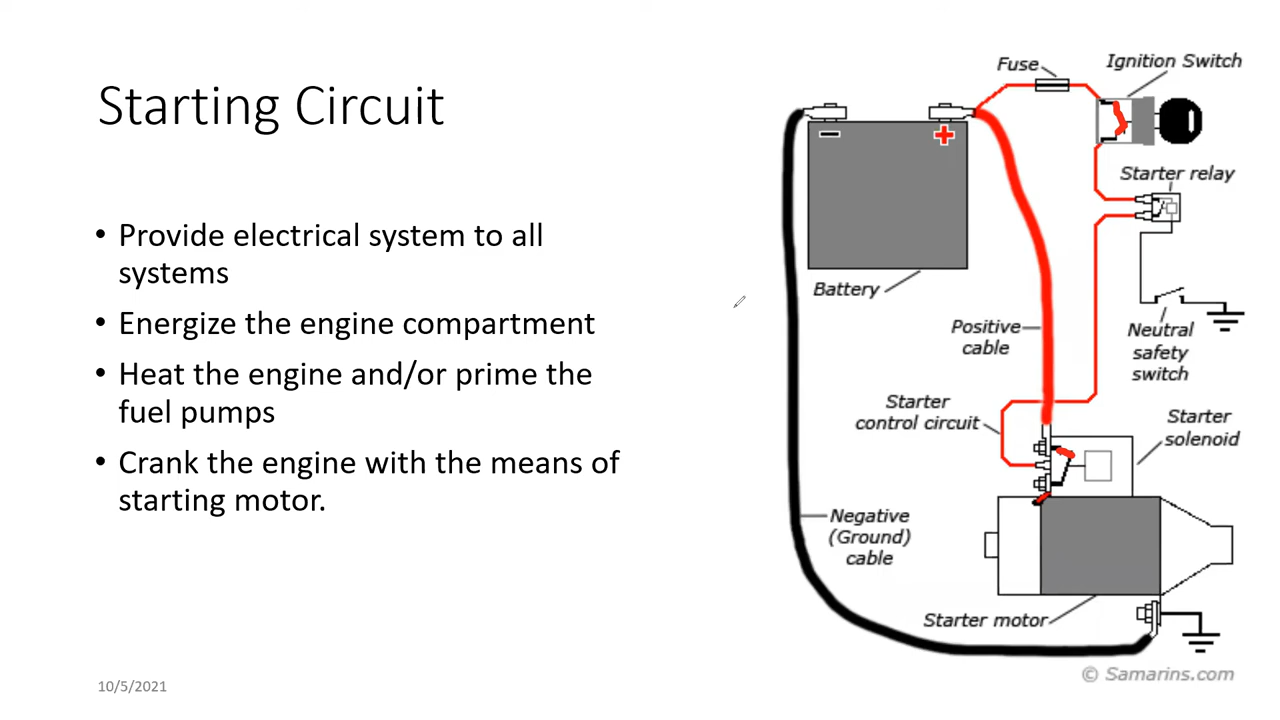 Starting Circuit
• Provide electrical system to all
systems
• Energize the engine compartment
• Heat the engine and/or prime the
fuel pumps
• Crank the engine with the means of
starting motor.
10/5/2021
Fuse
Ignition Switch
Starter relay
−
+
Battery
Positive
cable
Neutral
safety
switch
Starter
control circuit
Starter
solenoid
Negative
(Ground)
cable
Starter motor
© Samarins.com